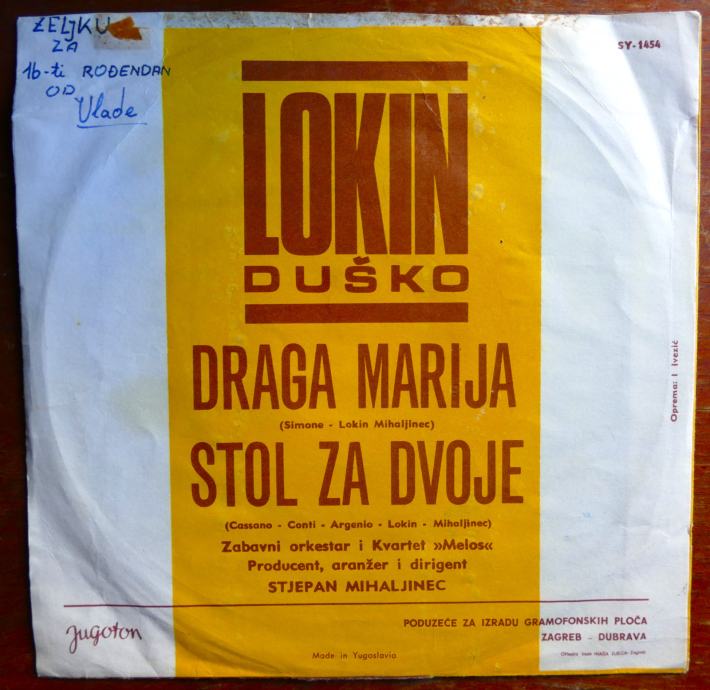 ŽELJKU
ZA
16-ti ROĐENDAN
OD
Vlade
SY-1454
LOKIN
DUŠKO
DRAGA MARIJA
(Simone - Lokin Mihaljinec)
STOL ZA DVOJE
(Cassano - Conti - Argenio - Lokin - Mihaljinec)
Zabavni orkestar i Kvartet »Melos«
Producent, aranžer i dirigent
STJEPAN MIHALJINEC
Oprema: I Ivezić
Jugoton
PODUZEĆE ZA IZRADU GRAMOFONSKIH PLOČA
ZAGREB - DUBRAVA
Made in Yugoslavia